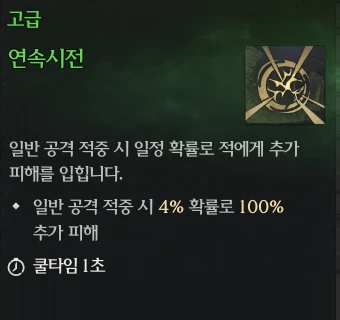 고급
연속시전
일반 공격 적중 시 일정 확률로 적에게 추가
피해를 입힙니다.
일반 공격 적중 시 4% 확률로 100%
추가 피해
쿨타임 1초